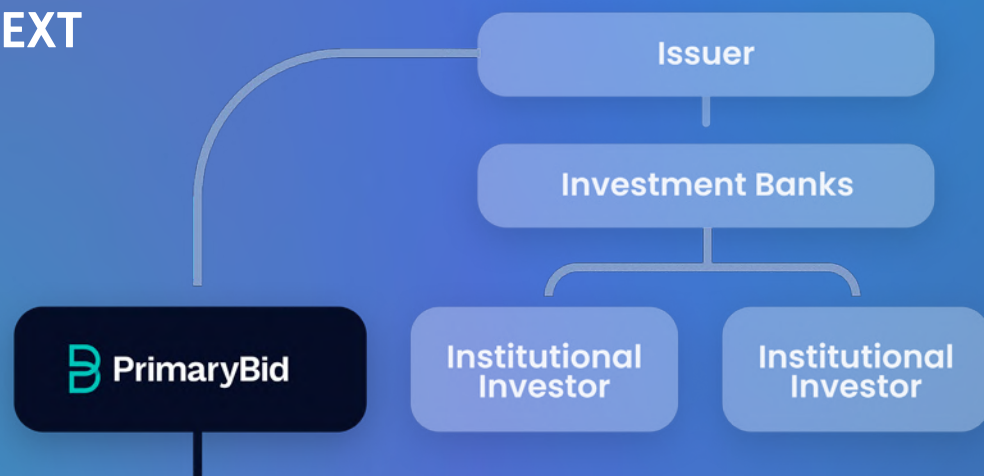 EXT
Issuer
Investment Banks
PrimaryBid
Institutional
Investor
Institutional
Investor